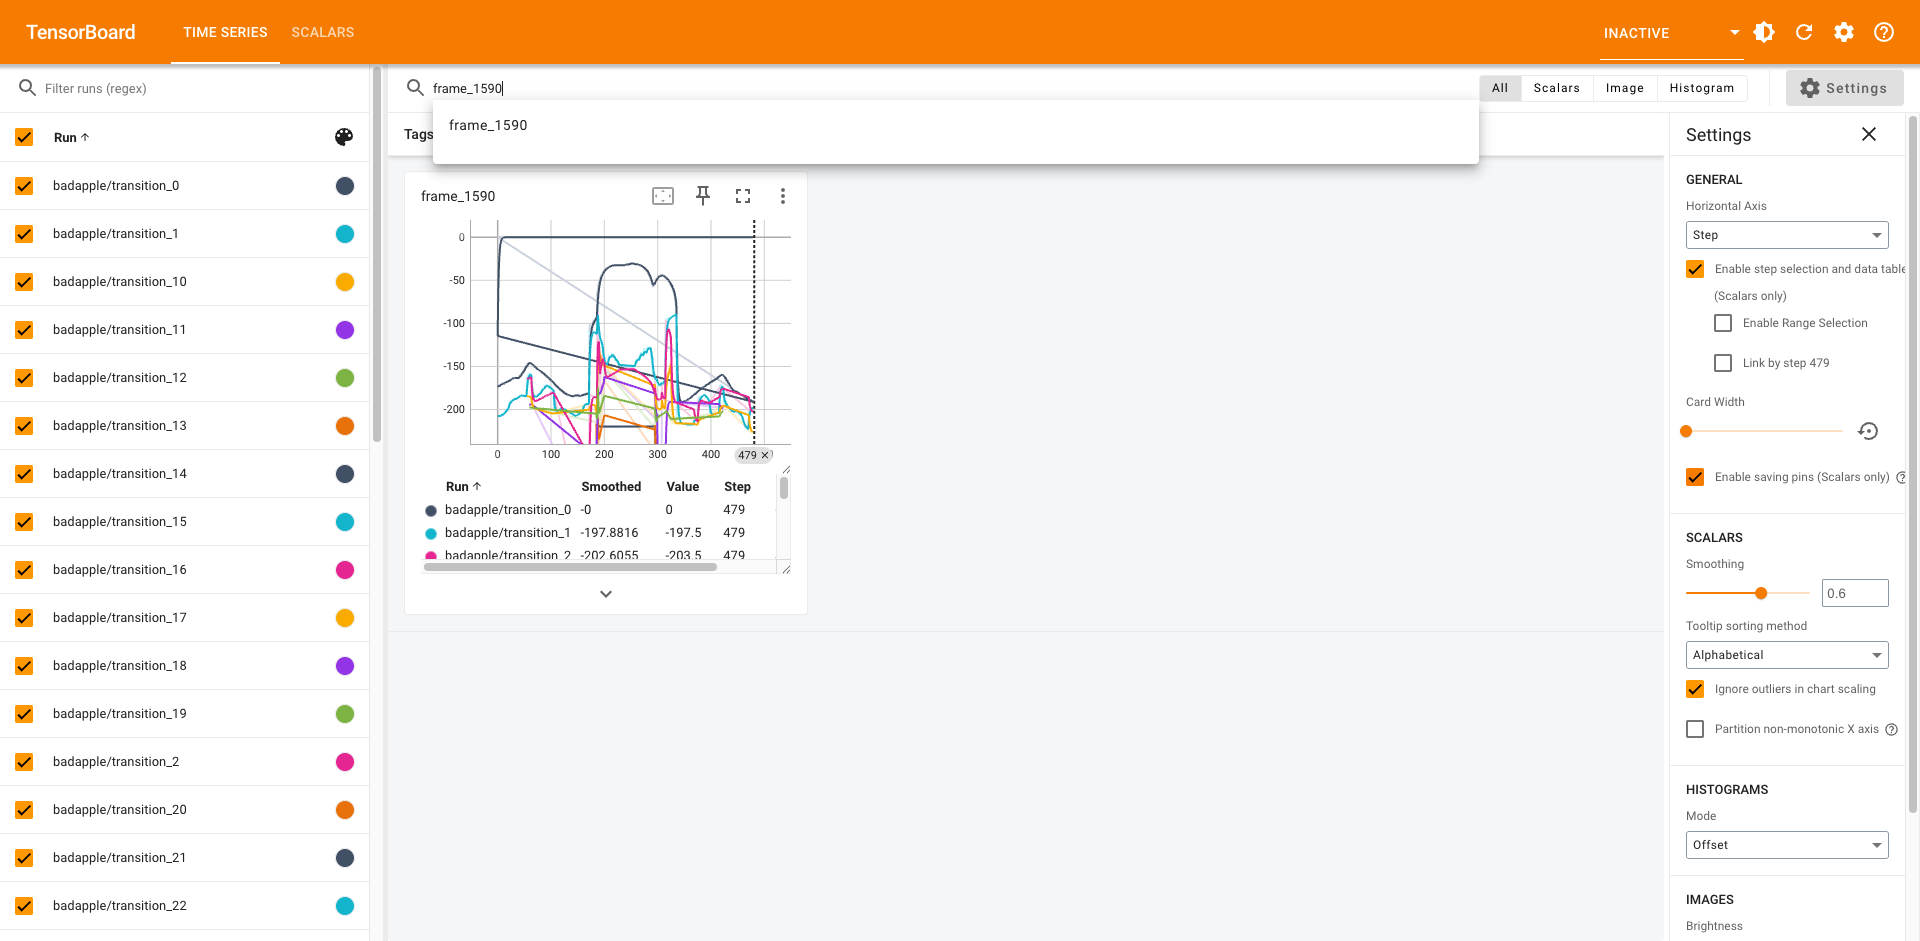 TensorBoard
TIME SERIES
SCALARS
INACTIVE
Filter runs (regex)
Run
badapple/transition_0
badapple/transition_1
badapple/transition_10
badapple/transition_11
badapple/transition_12
badapple/transition_13
badapple/transition_14
badapple/transition_15
badapple/transition_16
badapple/transition_17
badapple/transition_18
badapple/transition_19
badapple/transition_2
badapple/transition_20
badapple/transition_21
badapple/transition_22
frame_1590
All
Scalars
Image
Histogram
Settings
frame_1590
Tags
frame_1590
0
-50
-100
-150
-200
0 100 200 300 400 479
Run Smoothed Value Step
badapple/transition_0 -0 0 479
badapple/transition_1 -197.8816 -197.5 479
badapple/transition_2 -202.6055 -203.5 479
Settings
GENERAL
Horizontal Axis
Step
Enable step selection and data table
(Scalars only)
Enable Range Selection
Link by step 479
Card Width
Enable saving pins (Scalars only)
SCALARS
Smoothing
0.6
Tooltip sorting method
Alphabetical
Ignore outliers in chart scaling
Partition non-monotonic X axis
HISTOGRAMS
Mode
Offset
IMAGES
Brightness